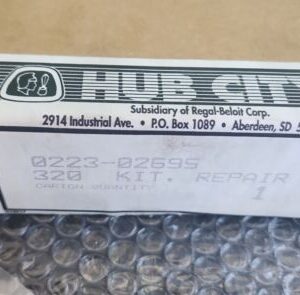 HUB CITY
Subsidiary of Regal-Beloit Corp.
2914 Industrial Ave. • P.O. Box 1089 • Aberdeen, SD 5
0223-02695
320 KIT. REPAIR
CARTON QUANTITY 1